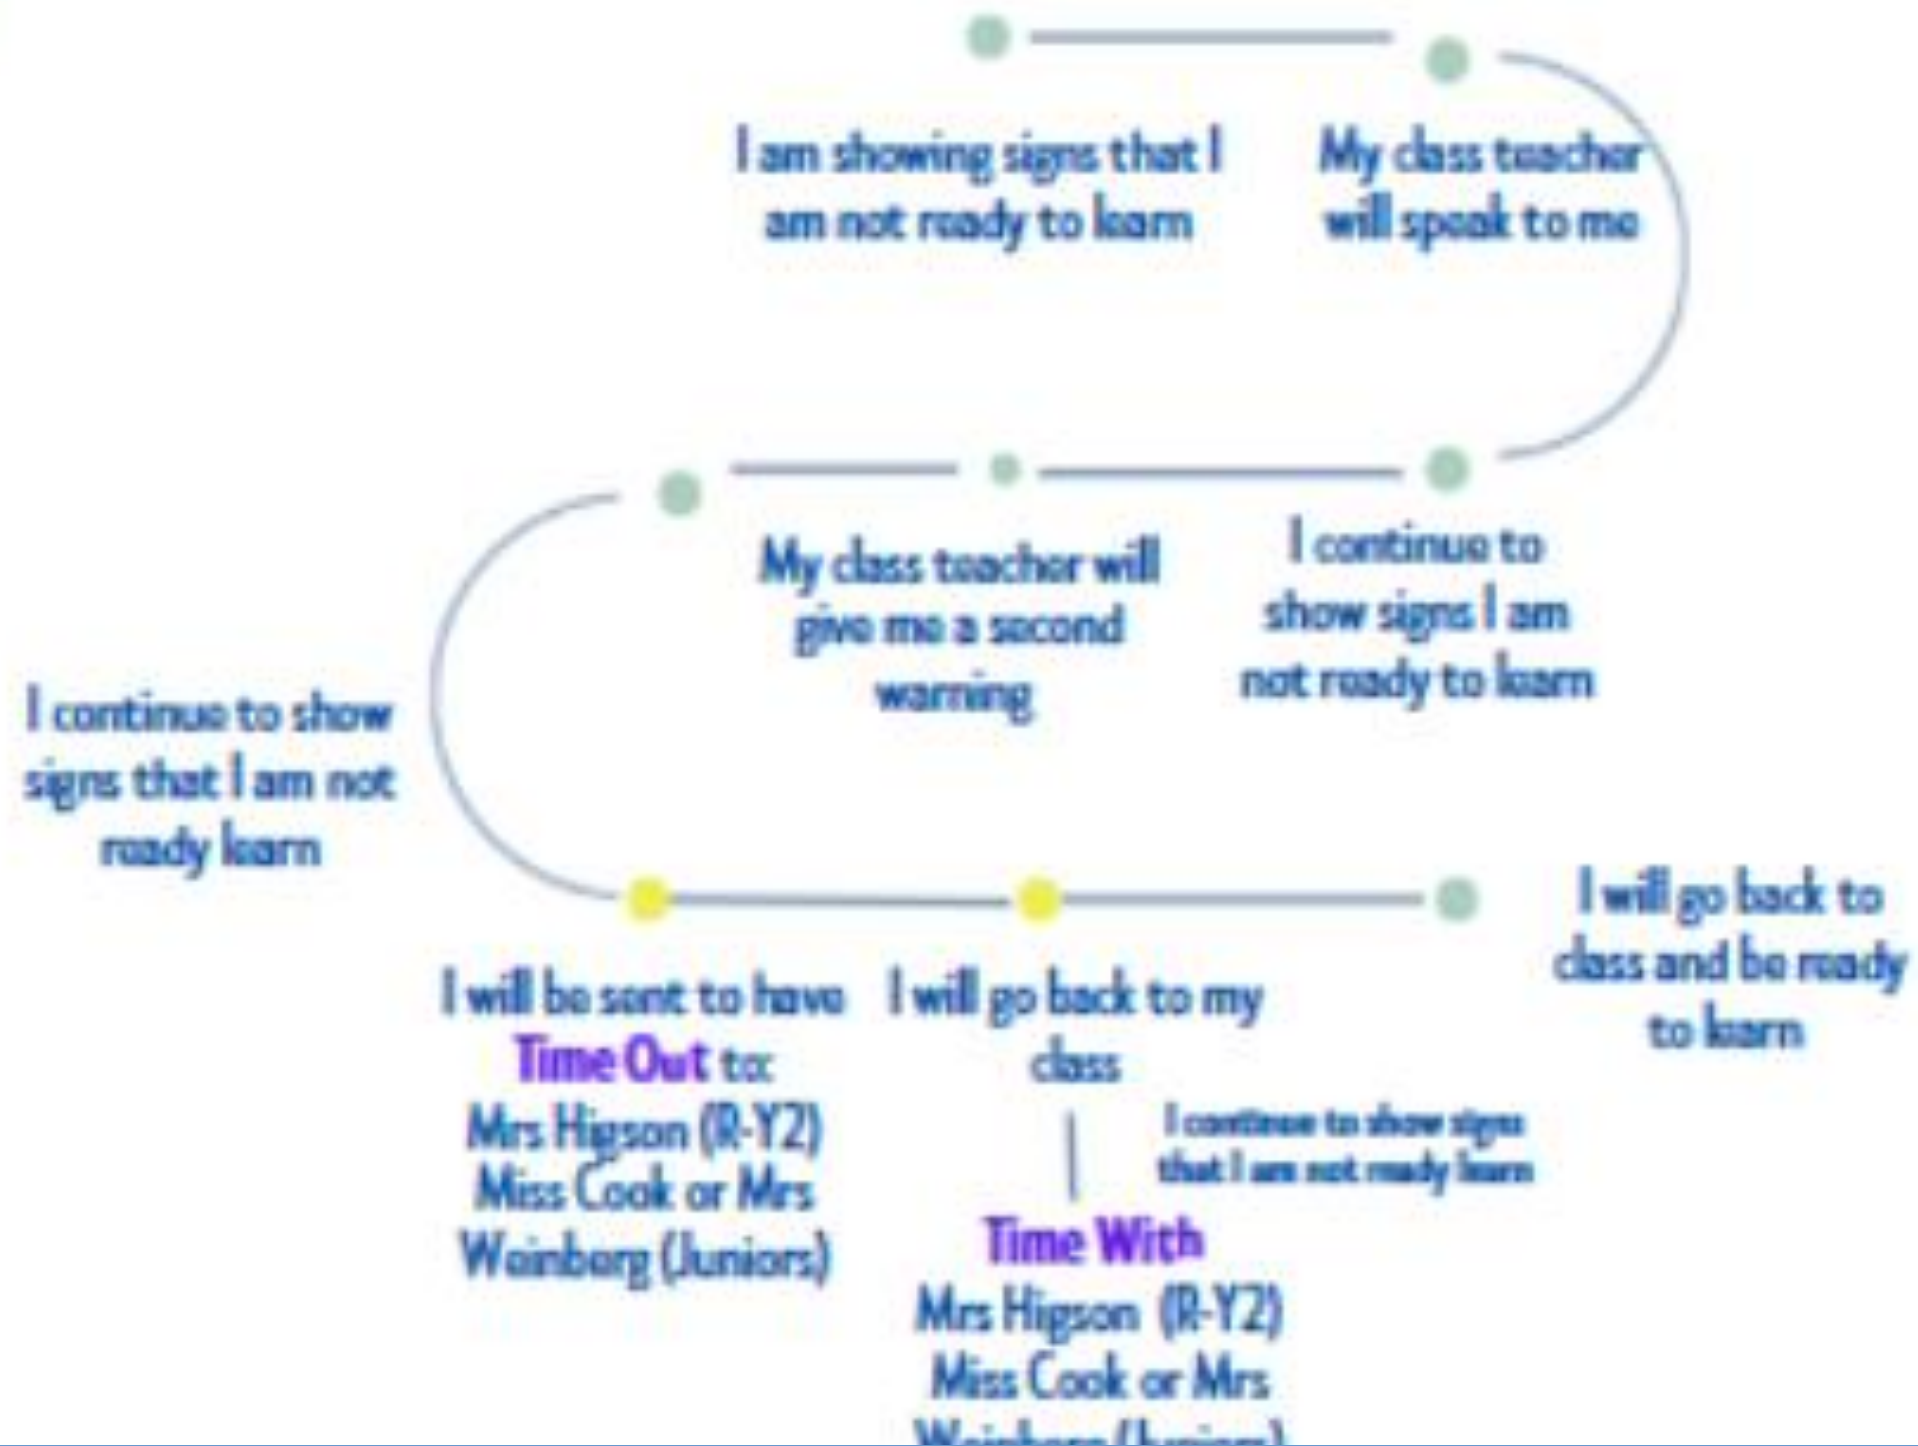 I am showing signs that I
am not ready to learn
My class teacher
will speak to me
I continue to
show signs I am
not ready to learn
My class teacher will
give me a second
warning
I continue to show
signs that I am not
ready learn
I will be sent to have
Time Out to:
Mrs Higson (R-Y2)
Miss Cook or Mrs
Weinberg (Juniors)
I will go back to my
class
I continue to show signs
that I am not ready learn
Time With
Mrs Higson (R-Y2)
Miss Cook or Mrs
Weinberg (Juniors)
I will go back to
class and be ready
to learn